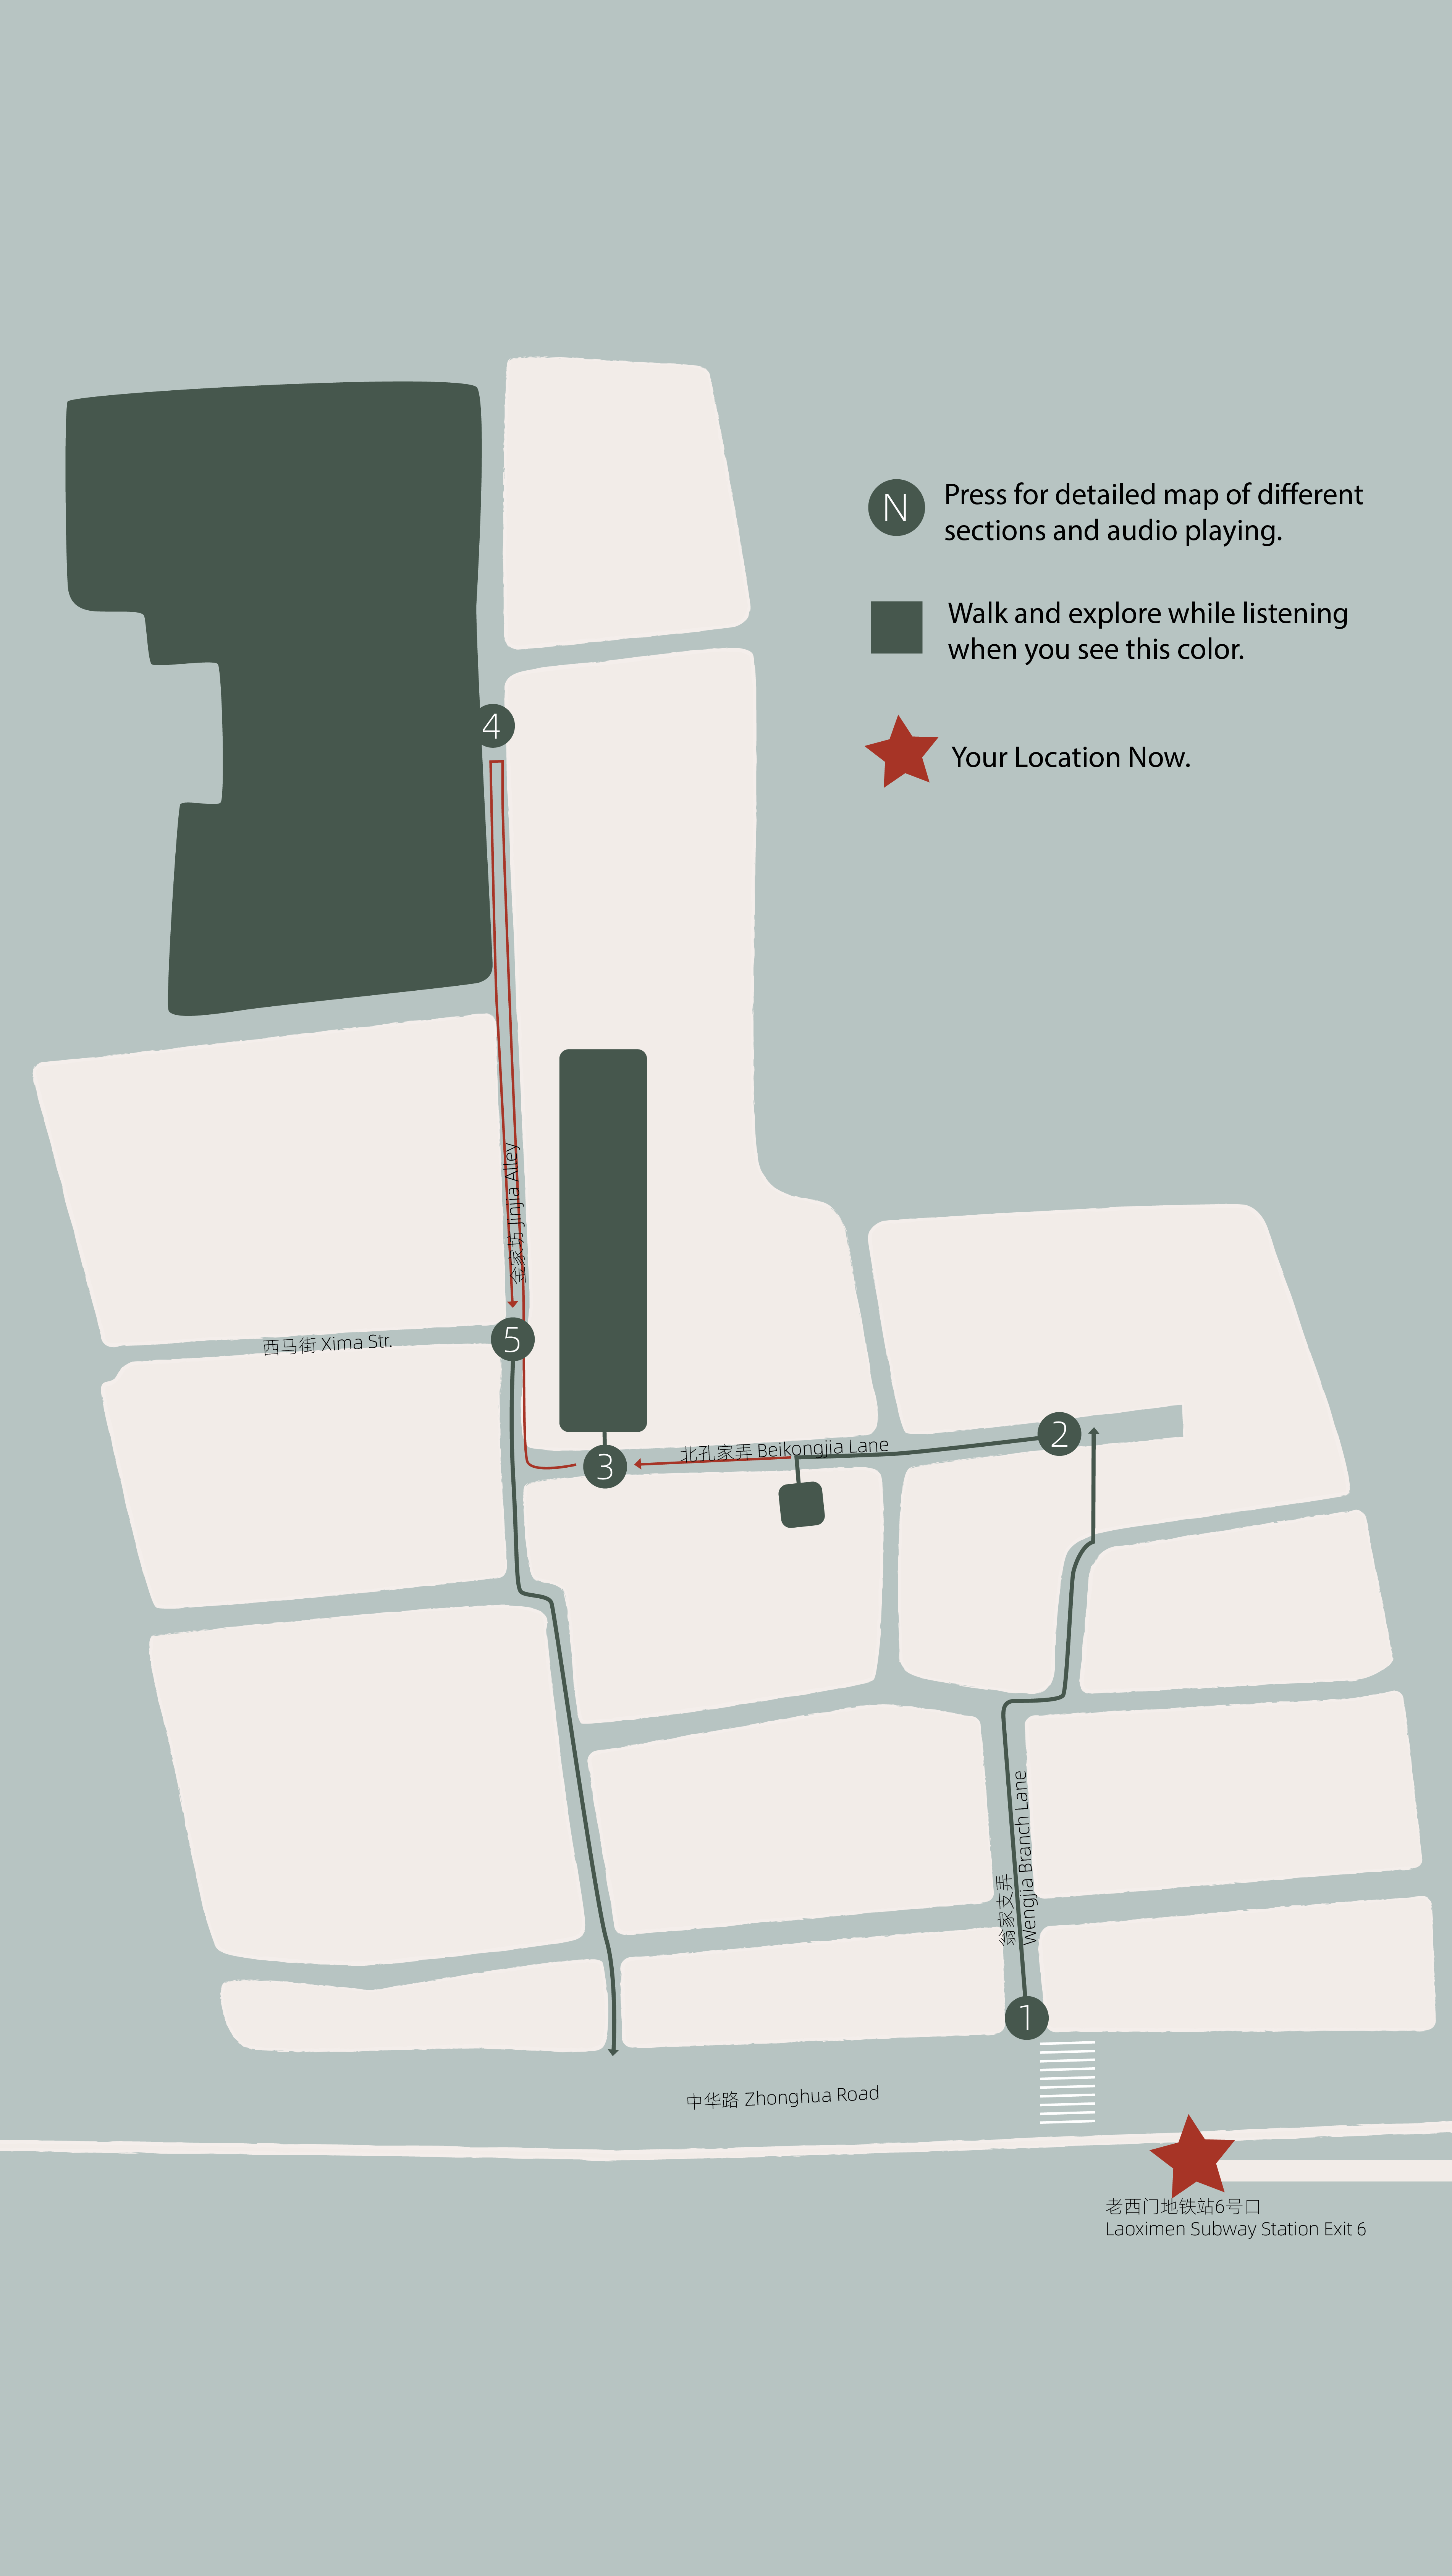 N
Press for detailed map of different
sections and audio playing.
Walk and explore while listening
when you see this color.
4
Your Location Now.
金家坊 Jinjia Alley
5
西马街 Xima Str.
2
北孔家弄 Beikongjia Lane
3
翁家支弄
Wengjia Branch Lane
1
中华路 Zhonghua Road
老西门地铁站6号口
Laoximen Subway Station Exit 6